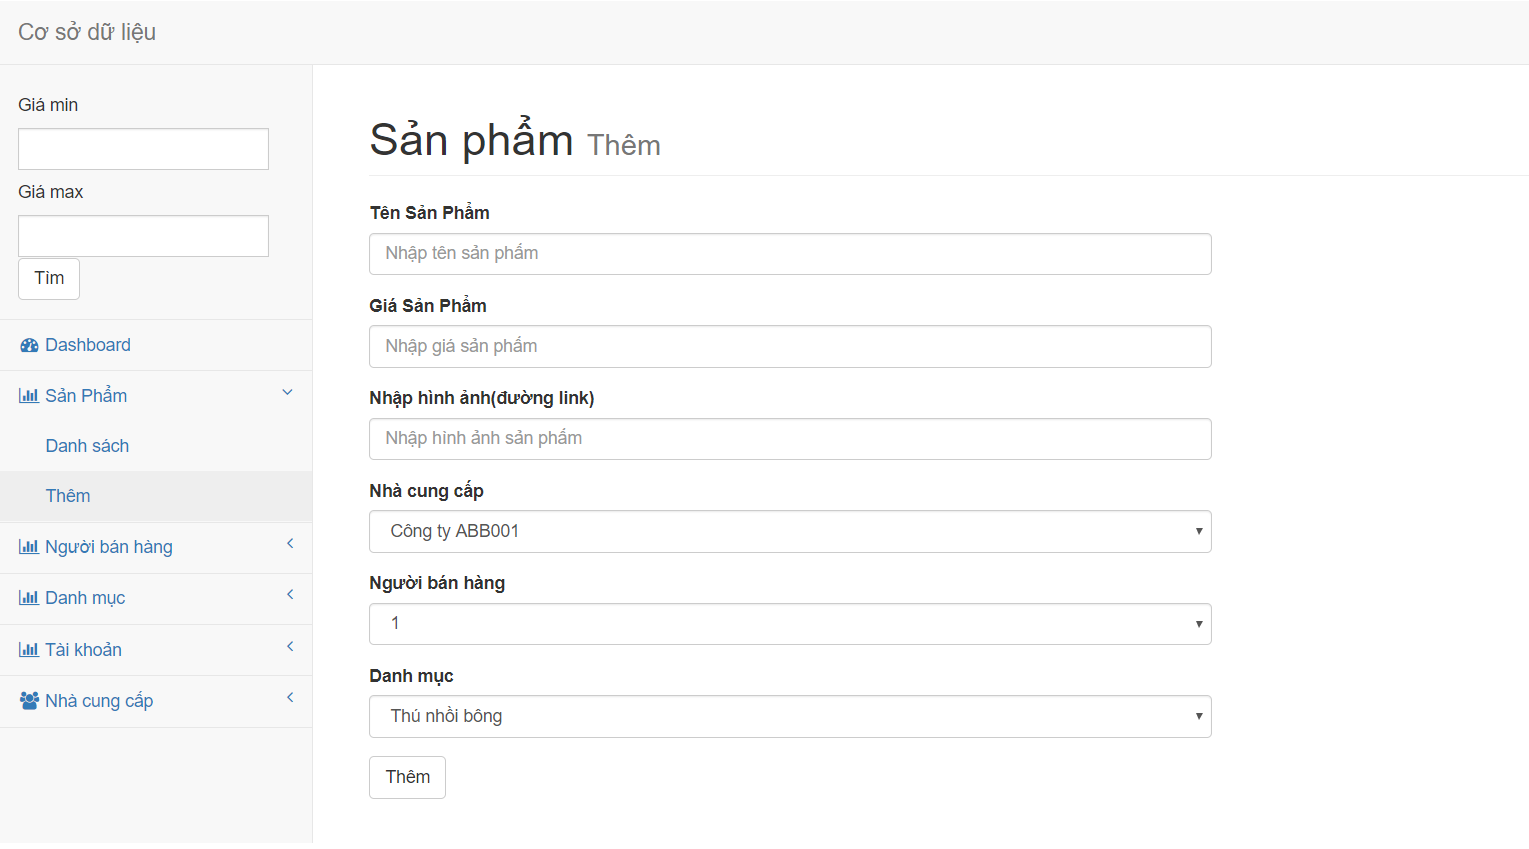 Cơ sở dữ liệu
Giá min
Giá max
Tìm
Dashboard
Sản Phẩm
Danh sách
Thêm
Người bán hàng
Danh mục
Tài khoản
Nhà cung cấp
Sản phẩm Thêm
Tên Sản Phẩm
Nhập tên sản phẩm
Giá Sản Phẩm
Nhập giá sản phẩm
Nhập hình ảnh(đường link)
Nhập hình ảnh sản phẩm
Nhà cung cấp
Công ty ABB001
Người bán hàng
1
Danh mục
Thú nhồi bông
Thêm